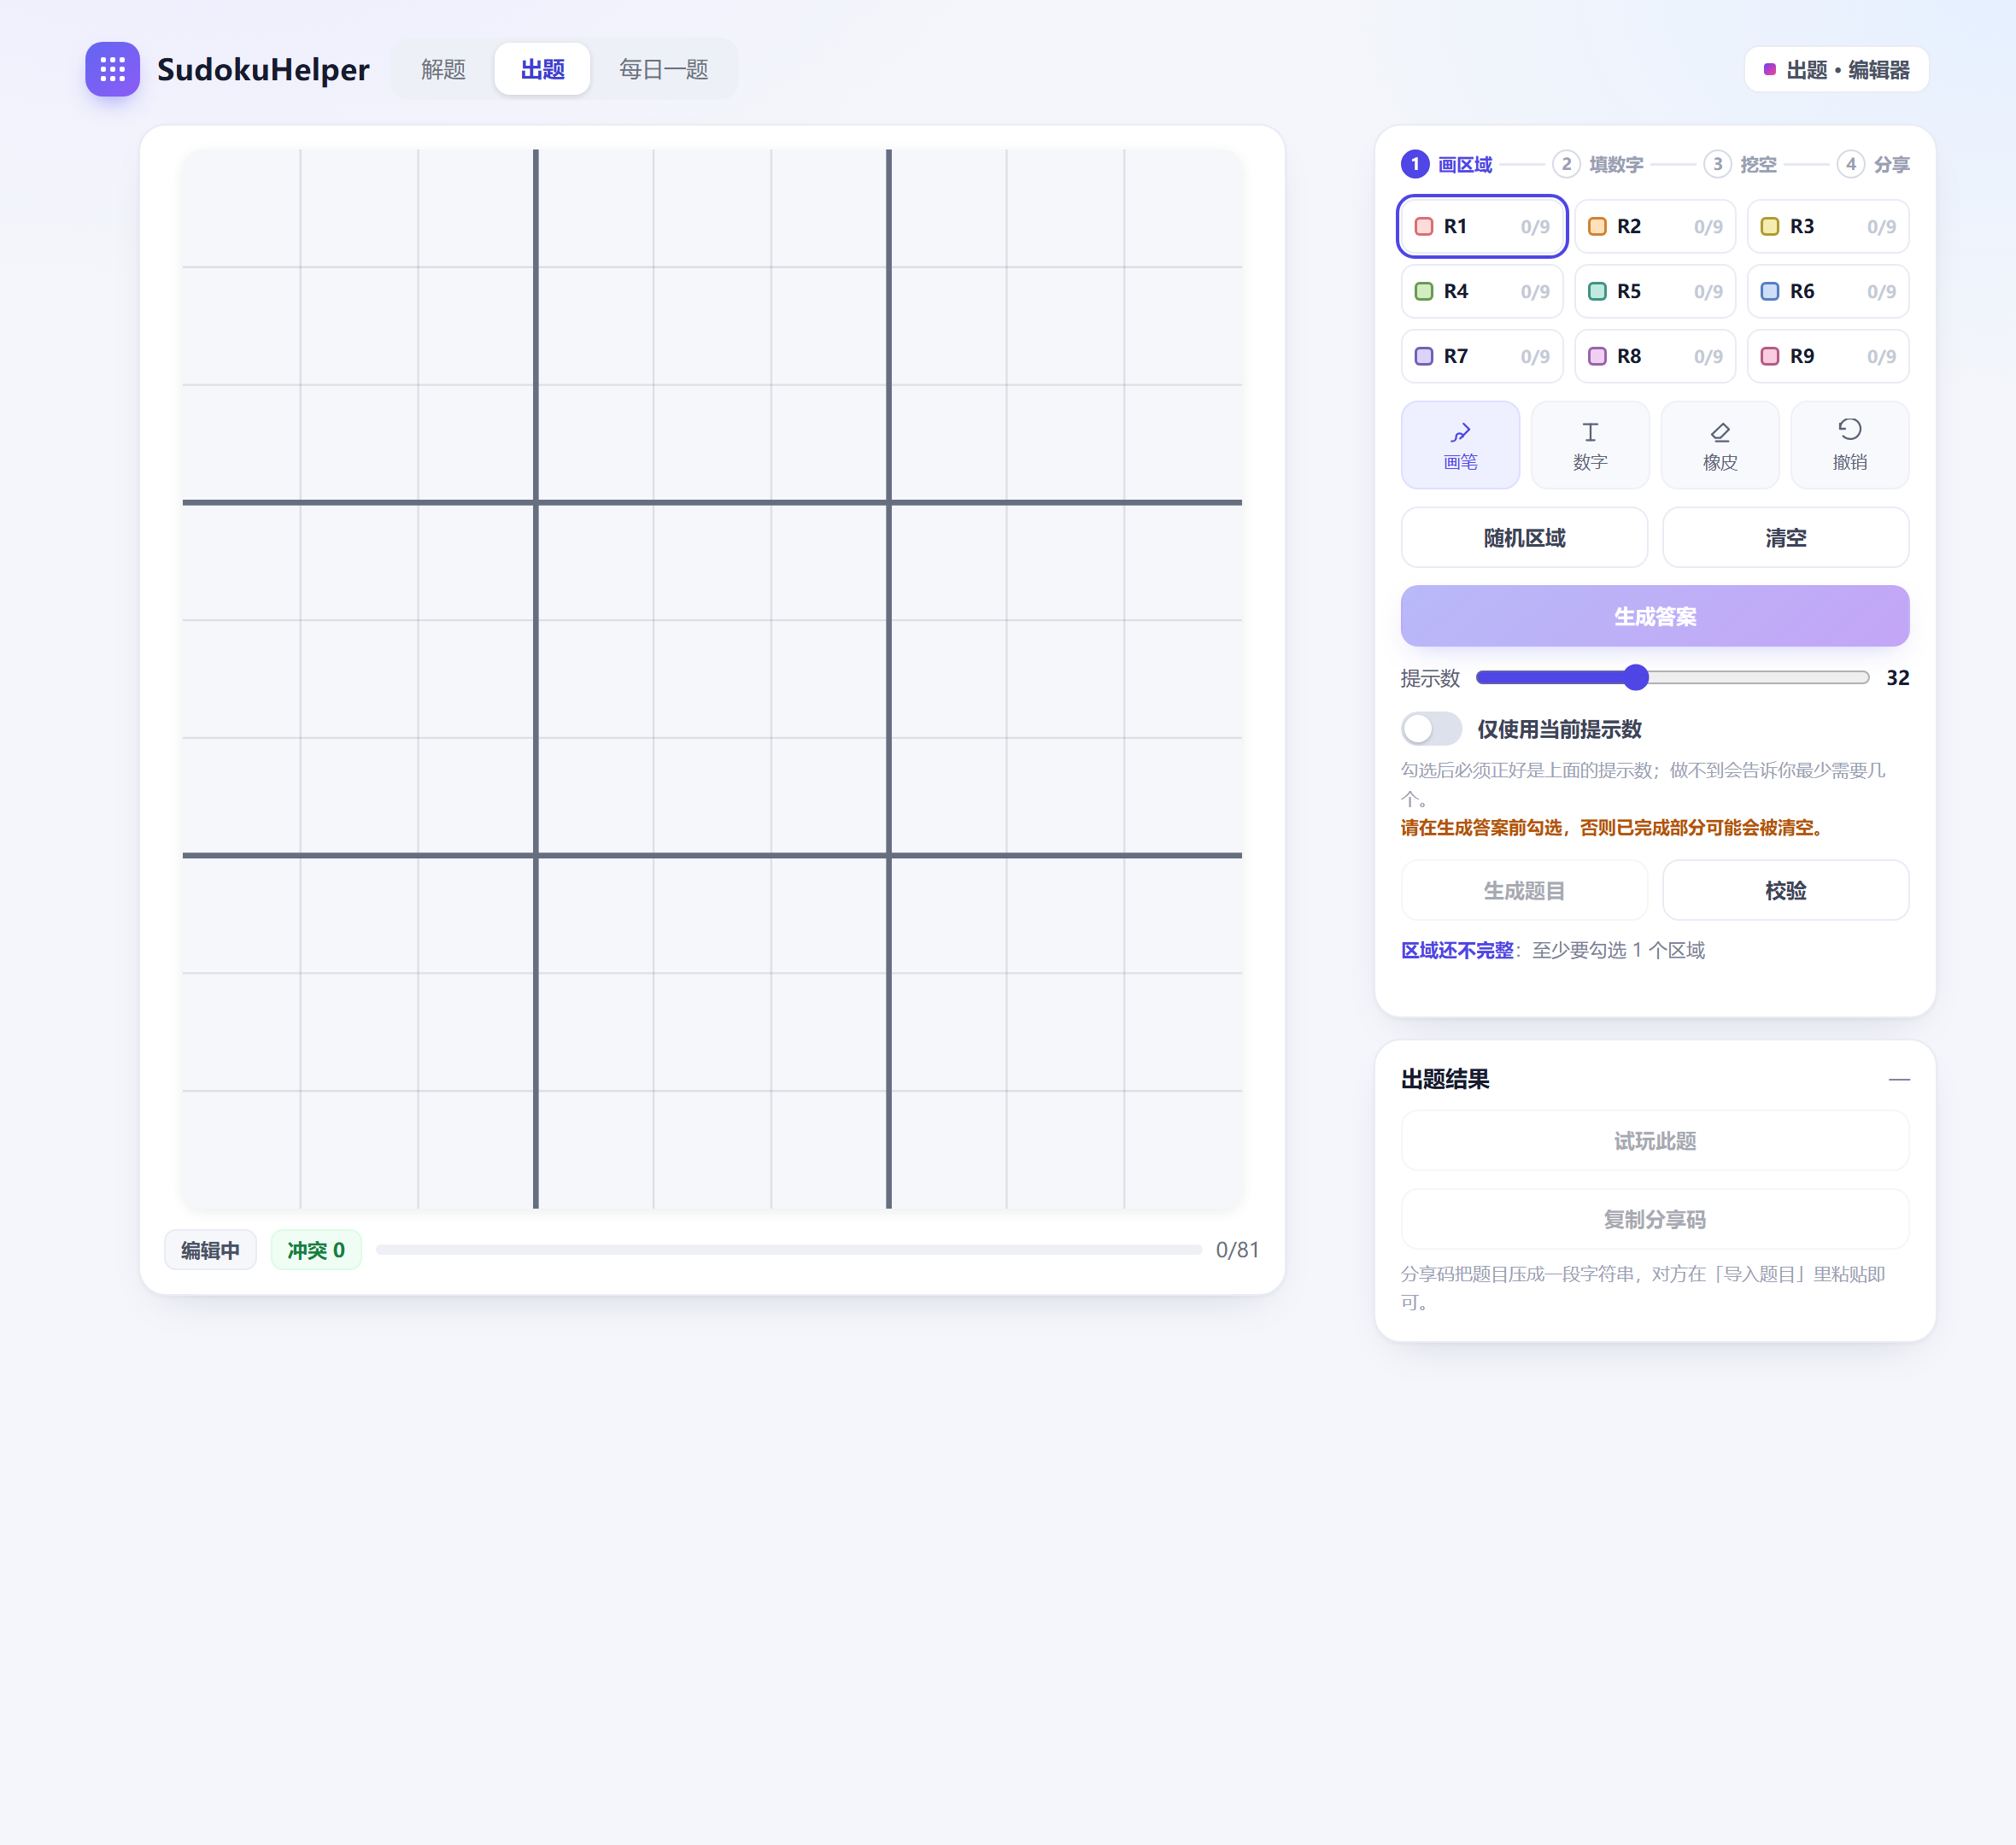 SudokuHelper
解题
出题
每日一题
出题・编辑器
1 画区域
2 填数字
3 挖空
4 分享
R1 0/9
R2 0/9
R3 0/9
R4 0/9
R5 0/9
R6 0/9
R7 0/9
R8 0/9
R9 0/9
画笔
数字
橡皮
撤销
随机区域
清空
生成答案
提示数
32
仅使用当前提示数
勾选后必须正好是上面的提示数；做不到会告诉你最少需要几
个。
请在生成答案前勾选，否则已完成部分可能会被清空。
生成题目
校验
区域还不完整：至少要勾选 1 个区域
编辑中
冲突 0
0/81
出题结果
—
试玩此题
复制分享码
分享码把题目压成一段字符串，对方在「导入题目」里粘贴即
可。